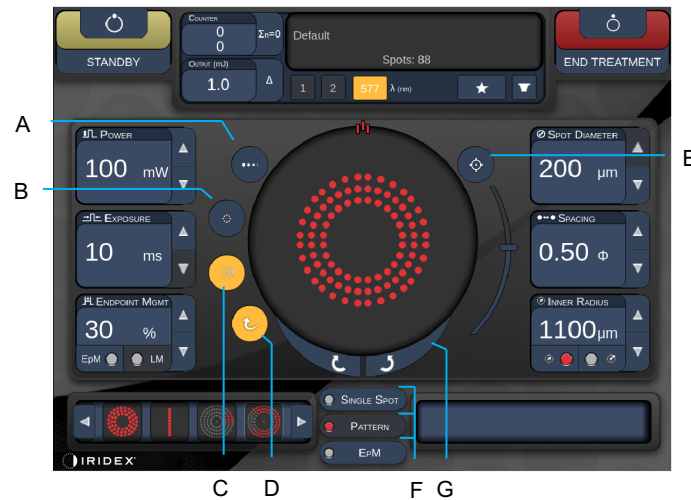 COUNTER
0
0
Σn=0
Default
Spots: 88
STANDBY
END TREATMENT
OUTPUT (mJ)
1.0
Δ
1 2 577 λ (nm)
A
B
E
POWER
100 mW
SPOT DIAMETER
200 µm
EXPOSURE
10 ms
SPACING
0.50 Φ
ENDPOINT MGMT
30 %
EpM LM
INNER RADIUS
1100µm
SINGLE SPOT
PATTERN
EPM
IRIDEX
C D F G